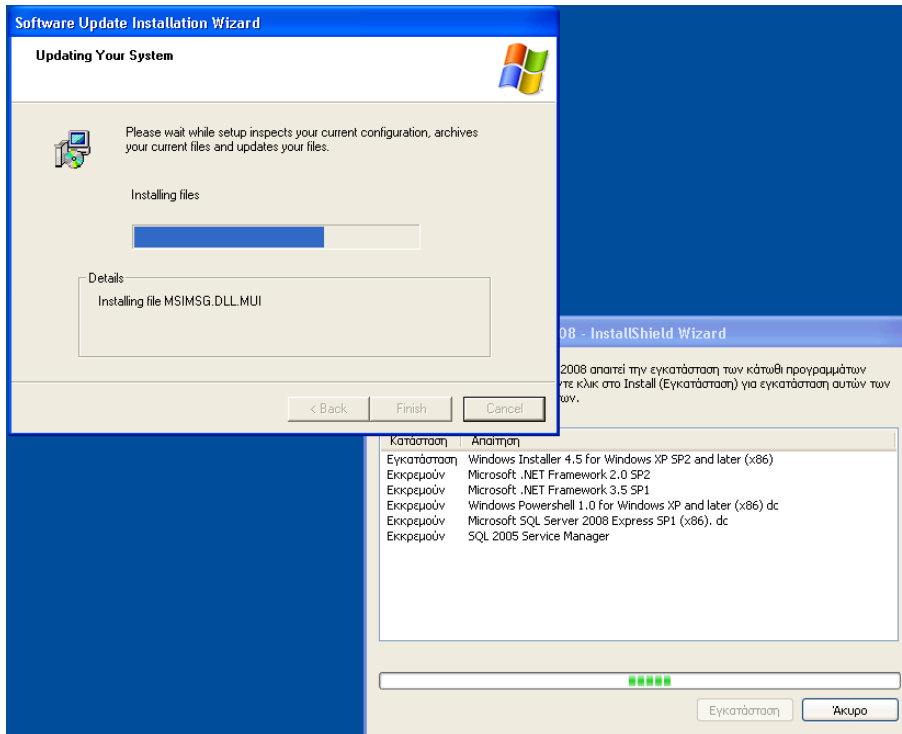 Software Update Installation Wizard
Updating Your System
Please wait while setup inspects your current configuration, archives
your current files and updates your files.
Installing files
Details
Installing file MSIMSG.DLL.MUI
< Back
Finish
Cancel
08 - InstallShield Wizard
2008 απαιτεί την εγκατάσταση των κάτωθι προγραμμάτων
κλικ στο Install (Εγκατάσταση) για εγκατάσταση αυτών των
Κατάσταση Απαίτηση
Εγκατάσταση Windows Installer 4.5 for Windows XP SP2 and later (x86)
Εκκρεμούν Microsoft .NET Framework 2.0 SP2
Εκκρεμούν Microsoft .NET Framework 3.5 SP1
Εκκρεμούν Windows Powershell 1.0 for Windows XP and later (x86) dc
Εκκρεμούν Microsoft SQL Server 2008 Express SP1 (x86). dc
Εκκρεμούν SQL 2005 Service Manager
Εγκατάσταση
Άκυρο